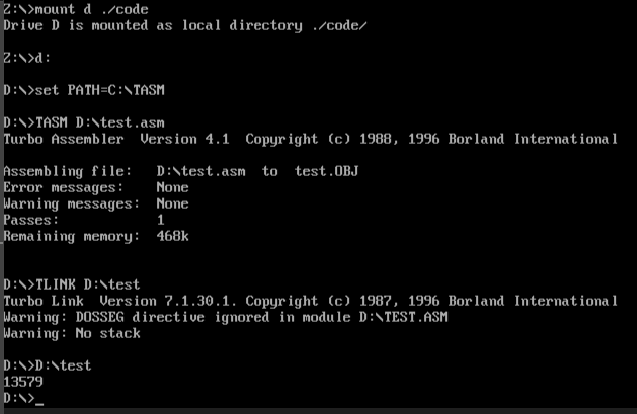 Z:\>mount d ./code
Drive D is mounted as local directory ./code/
Z:\>d:
D:\>set PATH=C:\TASM
D:\>TASM D:\test.asm
Turbo Assembler  Version 4.1  Copyright (c) 1988, 1996 Borland International
Assembling file:   D:\test.asm  to  test.OBJ
Error messages:    None
Warning messages:  None
Passes:            1
Remaining memory:  468k
D:\>TLINK D:\test
Turbo Link  Version 7.1.30.1. Copyright (c) 1987, 1996 Borland International
Warning: DOSSEG directive ignored in module D:\TEST.ASM
Warning: No stack
D:\>D:\test
13579
D:\>_